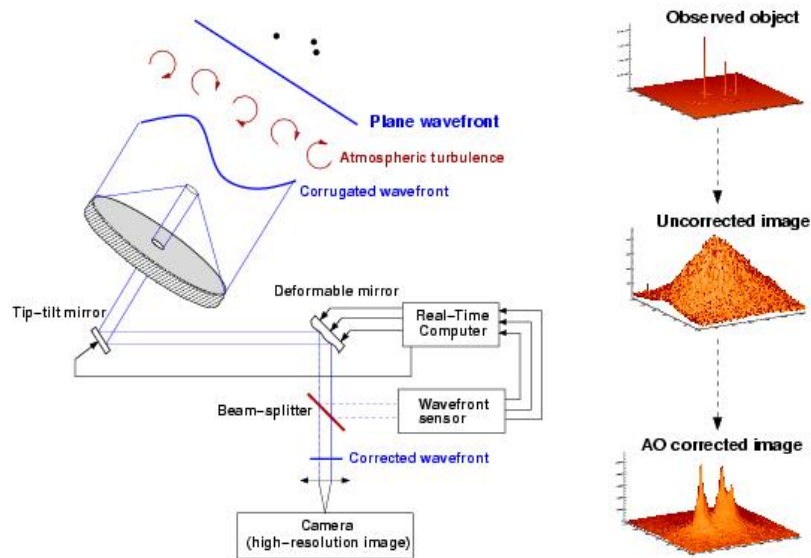 Observed object
Plane wavefront
Atmospheric turbulence
Corrugated wavefront
Uncorrected image
Tip-tilt mirror
Deformable mirror
Real-Time
Computer
Beam-splitter
Wavefront
sensor
Corrected wavefront
AO corrected image
Camera
(high-resolution image)